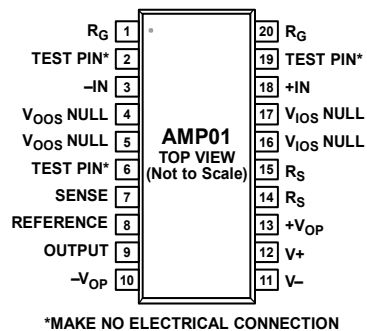 RG 1
TEST PIN* 2
–IN 3
VOOS NULL 4
VOOS NULL 5
TEST PIN* 6
SENSE 7
REFERENCE 8
OUTPUT 9
–VOP 10
AMP01
TOP VIEW
(Not to Scale)
20 RG
19 TEST PIN*
18 +IN
17 VIOS NULL
16 VIOS NULL
15 RS
14 RS
13 +VOP
12 V+
11 V–
*MAKE NO ELECTRICAL CONNECTION